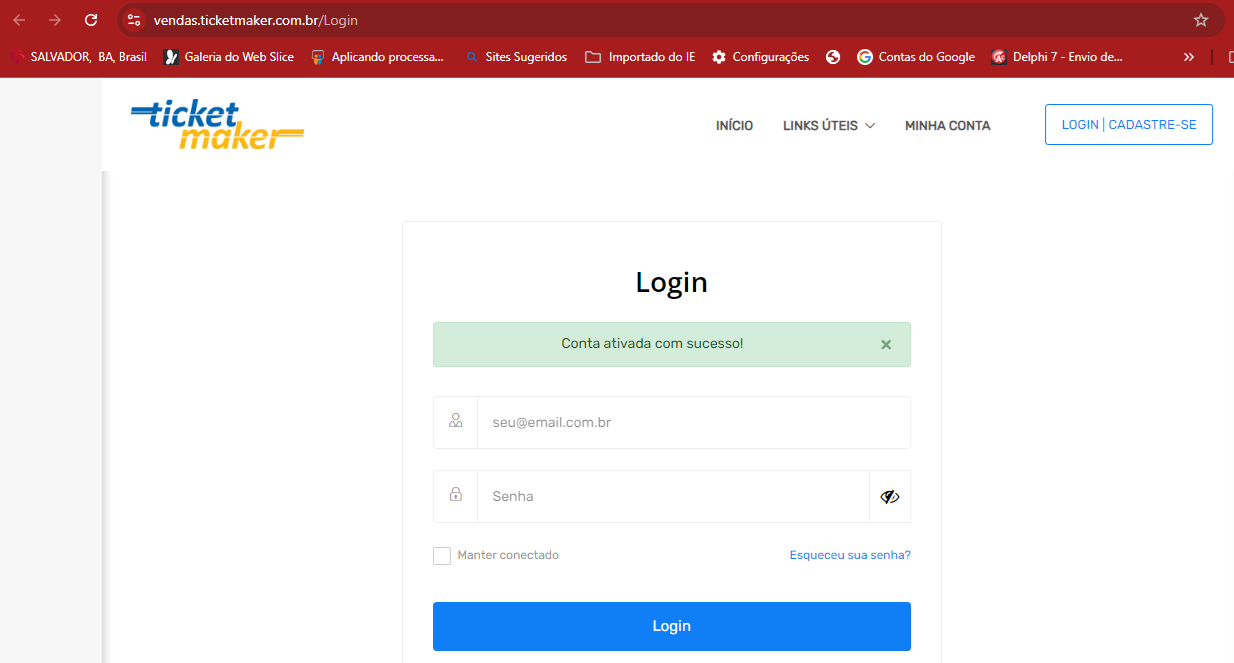 vendas.ticketmaker.com.br/Login
SALVADOR, BA, Brasil Galeria do Web Slice Aplicando processa... Sites Sugeridos Importado do IE Configurações Contas do Google Delphi 7 - Envio de... »
ticket
maker
INÍCIO LINKS ÚTEIS MINHA CONTA LOGIN | CADASTRE-SE
Login
Conta ativada com sucesso! ×
seu@email.com.br
Senha
Manter conectado Esqueceu sua senha?
Login